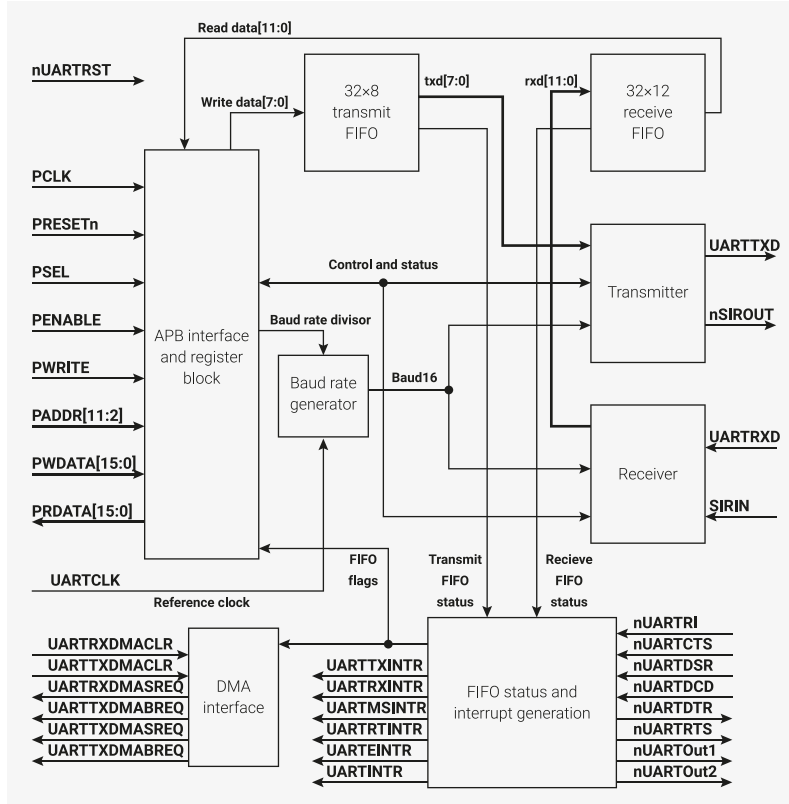 Read data[11:0]
nUARTRST
32×8
transmit
FIFO
txd[7:0]
rxd[11:0]
32×12
receive
FIFO
Write data[7:0]
PCLK
PRESETn
PSEL
PENABLE
PWRITE
PADDR[11:2]
PWDATA[15:0]
PRDATA[15:0]
APB interface
and register
block
Control and status
Baud rate divisor
Baud rate
generator
Baud16
Transmitter
UARTTXD
nSIROUT
Receiver
UARTRXD
SIRIN
UARTCLK
Reference clock
FIFO
flags
Transmit
FIFO
status
Recieve
FIFO
status
UARTRXDMACLR
UARTTXDMACLR
UARTRXDMASREQ
UARTRXDMABREQ
UARTTXDMASREQ
UARTTXDMABREQ
DMA
interface
UARTTXINTR
UARTRXINTR
UARTMSINTR
UARTRTINTR
UARTEINTR
UARTINTR
FIFO status and
interrupt generation
nUARTRI
nUARTCTS
nUARTDSR
nUARTDCD
nUARTDTR
nUARTRTS
nUARTOut1
nUARTOut2